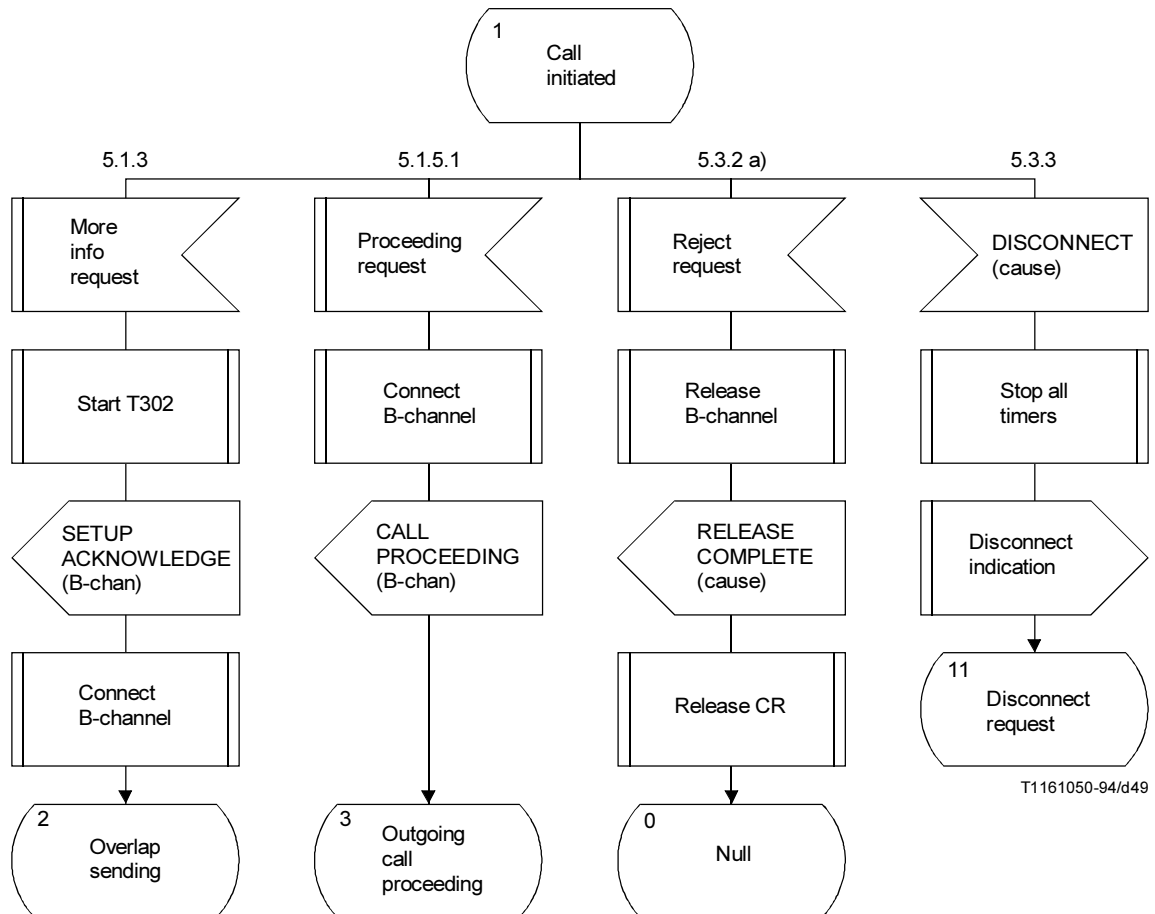 1
Call
initiated
5.1.3
5.1.5.1
5.3.2 a)
5.3.3
More
info
request
Proceeding
request
Reject
request
DISCONNECT
(cause)
Start T302
Connect
B-channel
Release
B-channel
Stop all
timers
SETUP
ACKNOWLEDGE
(B-chan)
CALL
PROCEEDING
(B-chan)
RELEASE
COMPLETE
(cause)
Disconnect
indication
Connect
B-channel
Release CR
11
Disconnect
request
T1161050-94/d49
2
Overlap
sending
3
Outgoing
call
proceeding
0
Null